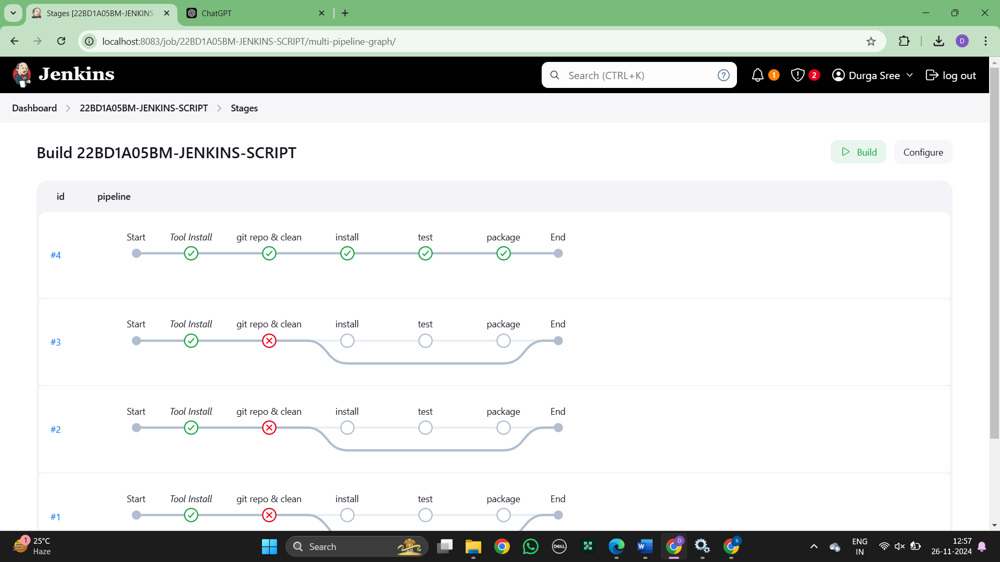 Stages [22BD1A05BM-JENKINS-
ChatGPT
localhost:8083/job/22BD1A05BM-JENKINS-SCRIPT/multi-pipeline-graph/
D
Jenkins
Search (CTRL+K)
?
1
2
Durga Sree
log out
Dashboard
22BD1A05BM-JENKINS-SCRIPT
Stages
Build 22BD1A05BM-JENKINS-SCRIPT
Build
Configure
id
pipeline
Start
Tool Install
git repo & clean
install
test
package
End
#4
Start
Tool Install
git repo & clean
install
test
package
End
#3
Start
Tool Install
git repo & clean
install
test
package
End
#2
Start
Tool Install
git repo & clean
install
test
package
End
#1
1
25°C
Haze
Search
DELL
W
D
S
ENG
IN
12:57
26-11-2024